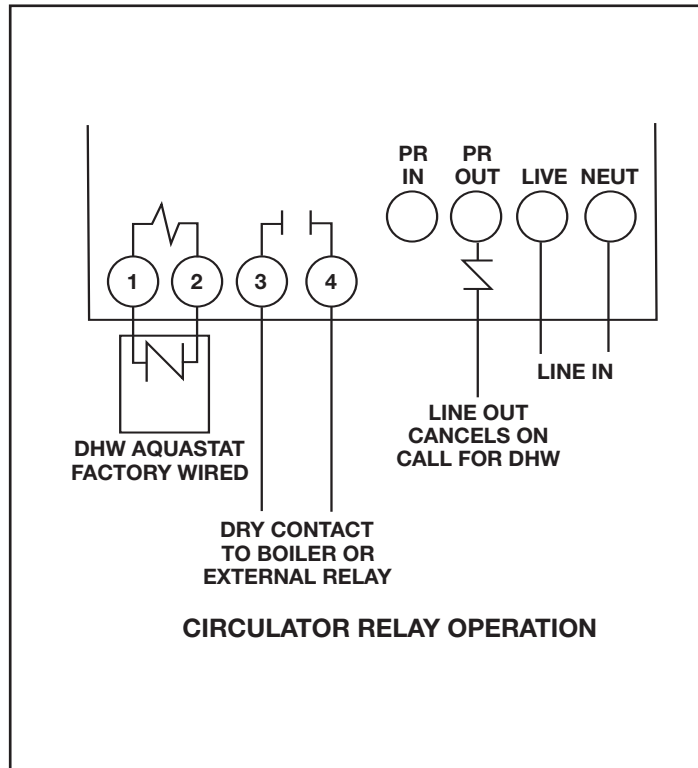 PR
IN
PR
OUT
LIVE
NEUT
1
2
3
4
LINE IN
DHW AQUASTAT
FACTORY WIRED
LINE OUT
CANCELS ON
CALL FOR DHW
DRY CONTACT
TO BOILER OR
EXTERNAL RELAY
CIRCULATOR RELAY OPERATION